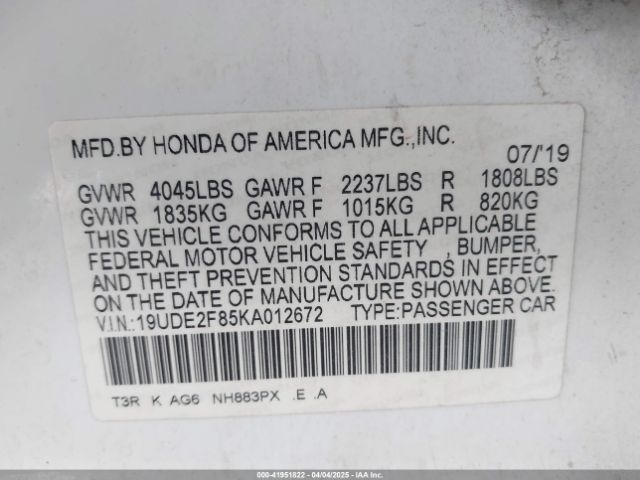 MFD.BY HONDA OF AMERICA MFG.,INC.
07/'19
GVWR 4045LBS GAWR F 2237LBS R 1808LBS
GVWR 1835KG GAWR F 1015KG R 820KG
THIS VEHICLE CONFORMS TO ALL APPLICABLE
FEDERAL MOTOR VEHICLE SAFETY , BUMPER,
AND THEFT PREVENTION STANDARDS IN EFFECT
ON THE DATE OF MANUFACTURE SHOWN ABOVE.
V.I.N.:19UDE2F85KA012672 TYPE:PASSENGER CAR
T3R K AG6 NH883PX .E .A
000-41951822 - 04/04/2025 - IAAI.COM